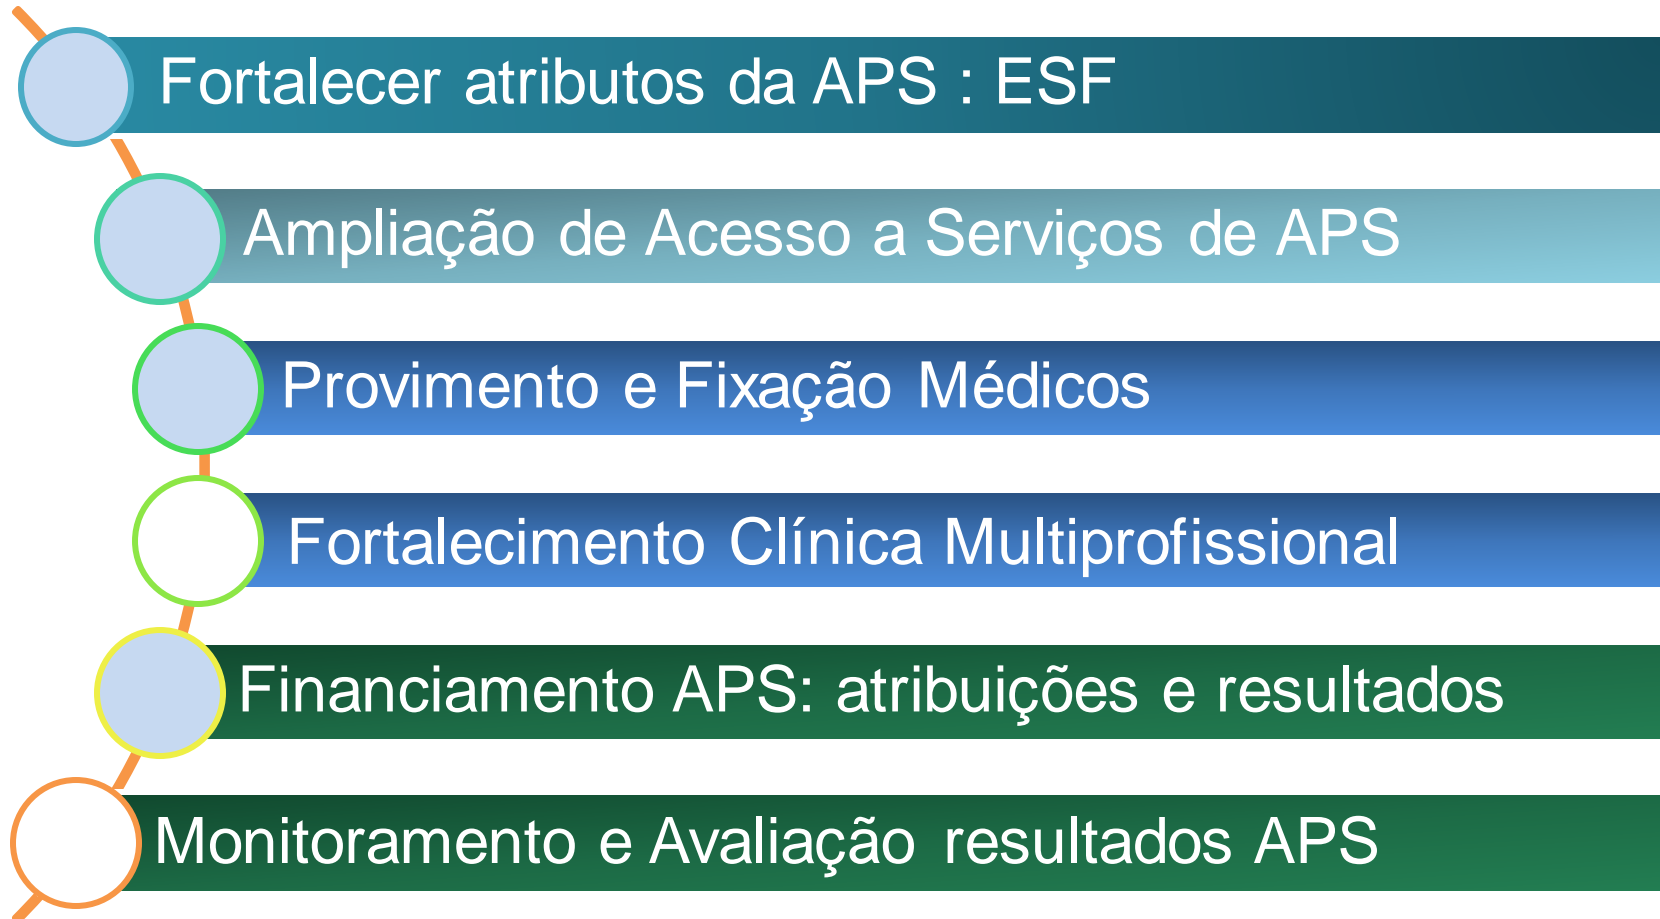 Fortalecer atributos da APS : ESF
Ampliação de Acesso a Serviços de APS
Provimento e Fixação Médicos
Fortalecimento Clínica Multiprofissional
Financiamento APS: atribuições e resultados
Monitoramento e Avaliação resultados APS